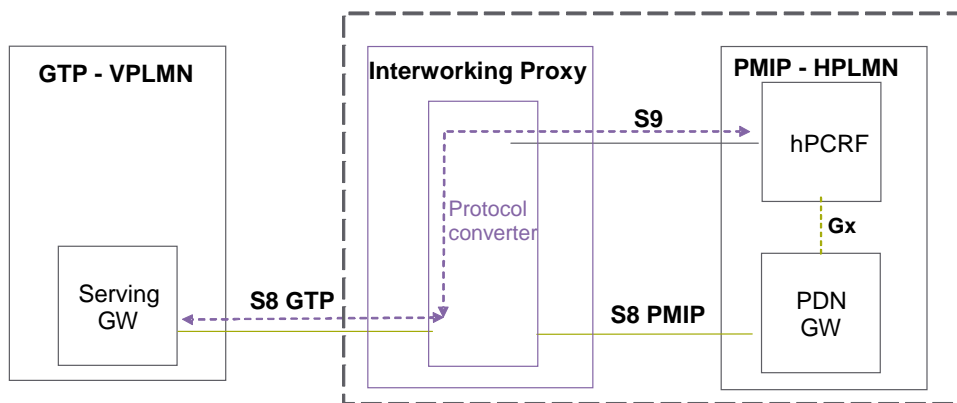 GTP - VPLMN
Interworking Proxy
PMIP - HPLMN
S9
hPCRF
Protocol
converter
Gx
Serving
GW
S8 GTP
S8 PMIP
PDN
GW